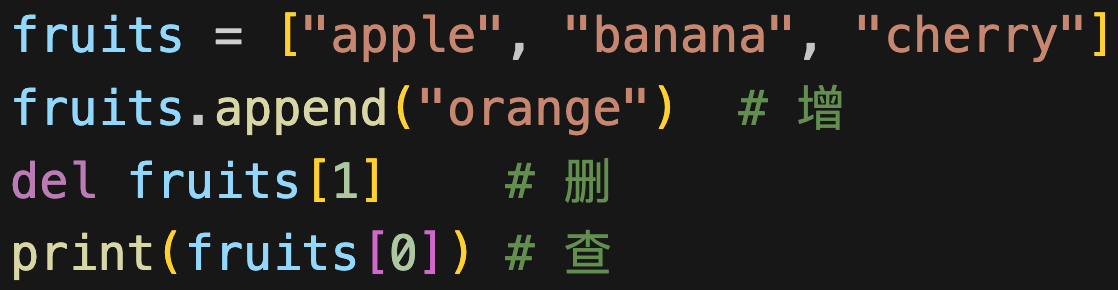 fruits = ["apple", "banana", "cherry"]
fruits.append("orange")  # 增
del fruits[1]     # 删
print(fruits[0]) # 查